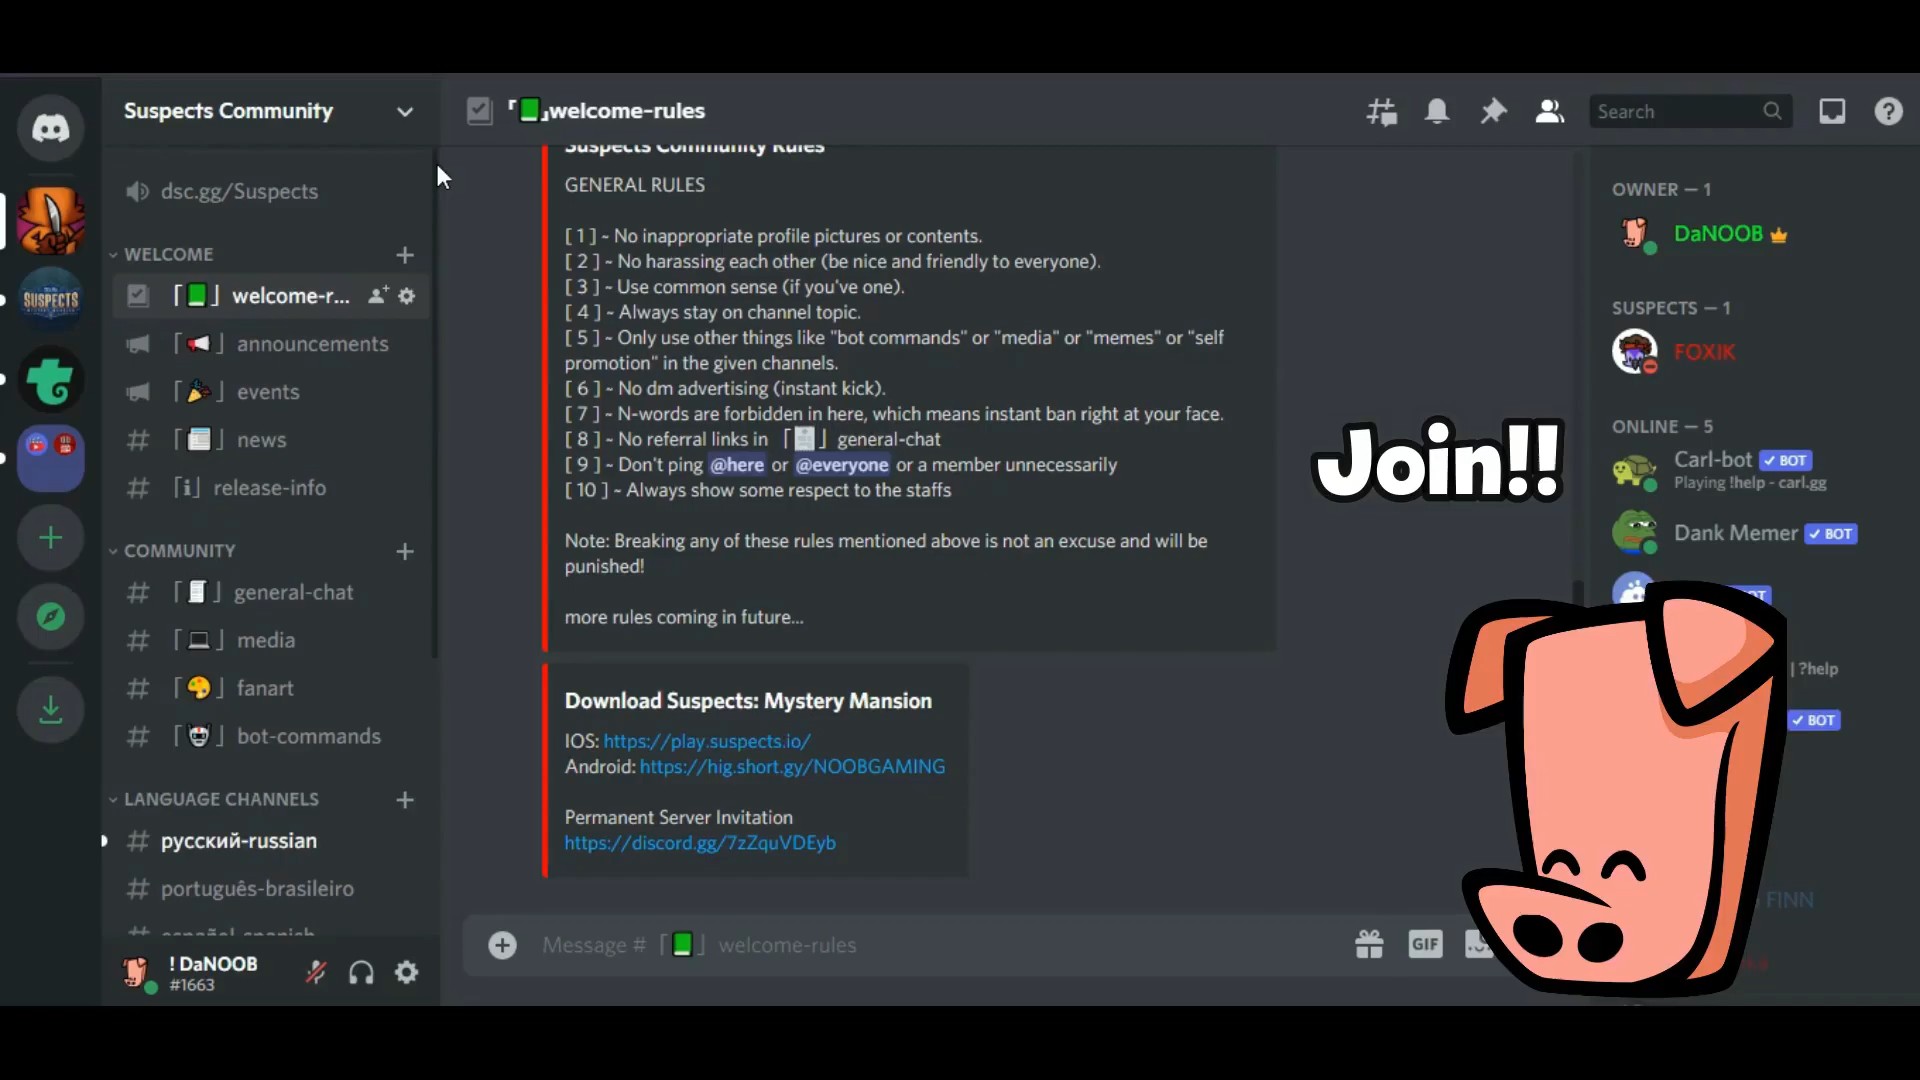 Suspects Community
dsc.gg/Suspects
WELCOME
「📗」 welcome-r...
「📢」 announcements
「🎉」 events
「📰」 news
「ℹ」 release-info
COMMUNITY
「📜」 general-chat
「💻」 media
「🎨」 fanart
「🤖」 bot-commands
LANGUAGE CHANNELS
русский-russian
português-brasileiro
español-spanish
! DaNOOB
#1663
SUSPECTS
「📗」welcome-rules
Search
Suspects Community Rules
GENERAL RULES
[ 1 ] ~ No inappropriate profile pictures or contents.
[ 2 ] ~ No harassing each other (be nice and friendly to everyone).
[ 3 ] ~ Use common sense (if you've one).
[ 4 ] ~ Always stay on channel topic.
[ 5 ] ~ Only use other things like "bot commands" or "media" or "memes" or "self
promotion" in the given channels.
[ 6 ] ~ No dm advertising (instant kick).
[ 7 ] ~ N-words are forbidden in here, which means instant ban right at your face.
[ 8 ] ~ No referral links in 「📜」 general-chat
[ 9 ] ~ Don't ping @here or @everyone or a member unnecessarily
[ 10 ] ~ Always show some respect to the staffs
Note: Breaking any of these rules mentioned above is not an excuse and will be
punished!
more rules coming in future...
Download Suspects: Mystery Mansion
IOS: https://play.suspects.io/
Android: https://hig.short.gy/NOOBGAMING
Permanent Server Invitation
https://discord.gg/7zZquVDEyb
Message # 「📗」 welcome-rules
GIF
Join!!
OWNER — 1
DaNOOB
SUSPECTS — 1
FOXIK
ONLINE — 5
Carl-bot ✓ BOT
Playing !help - carl.gg
Dank Memer ✓ BOT
| ?help
✓ BOT
FINN